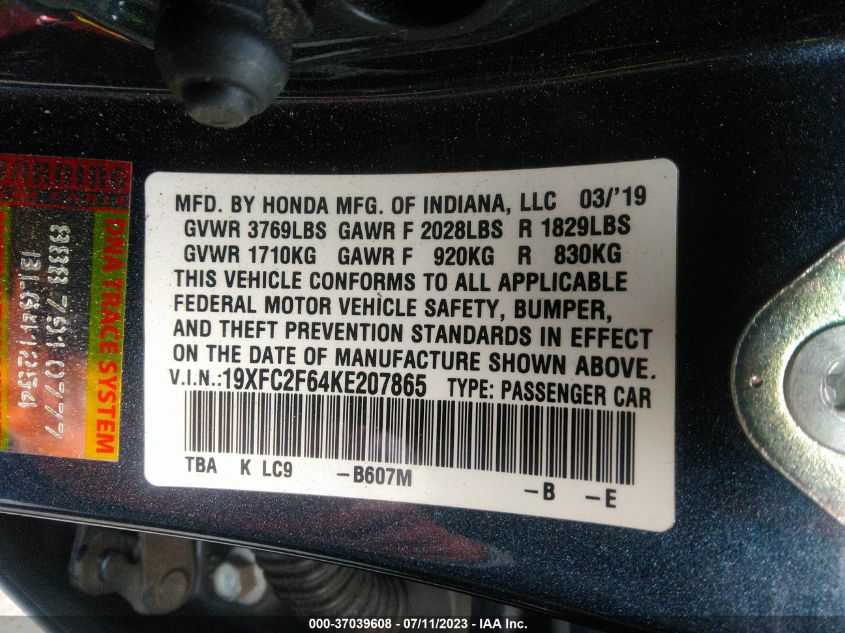 MFD. BY HONDA MFG. OF INDIANA, LLC 03/'19
GVWR 3769LBS GAWR F 2028LBS R 1829LBS
GVWR 1710KG GAWR F 920KG R 830KG
THIS VEHICLE CONFORMS TO ALL APPLICABLE
FEDERAL MOTOR VEHICLE SAFETY, BUMPER,
AND THEFT PREVENTION STANDARDS IN EFFECT
ON THE DATE OF MANUFACTURE SHOWN ABOVE.
V.I.N.:19XFC2F64KE207865 TYPE: PASSENGER CAR
TBA K LC9 -B607M
-B -E
WARNING
DNA TRACE SYSTEM
000-37039608 - 07/11/2023 - IAA Inc.